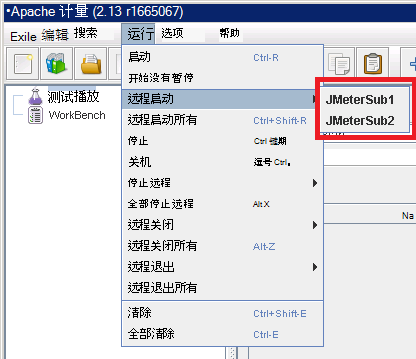 •Apache 计量 (2.13 r1665067)
Exile 编辑 搜索 运行 选项 帮助
启动 Ctrl-R
开始没有暂停
测试播放
远程启动
JMeterSub1
WorkBench
远程启动所有 Ctrl+Shift-R
JMeterSub2
停止 Ctrl 句期
关机 逗号 Ctrl。
停止远程
全部停止远程 Alt X
Na
远程关闭
远程关闭所有 Alt-Z
远程退出
远程退出所有
清除 Ctrl+Shift-E
全部清除 Ctrl-E